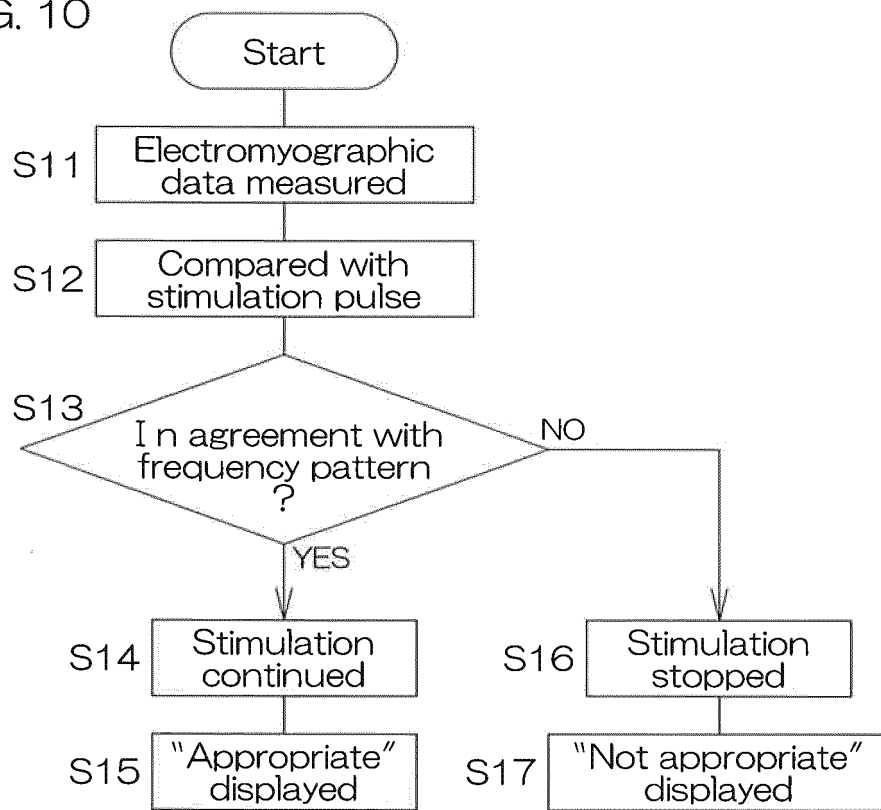 G. 10
Start
S11
Electromyographic
data measured
S12
Compared with
stimulation pulse
S13
In agreement with
frequency pattern
?
NO
YES
S14
Stimulation
continued
S16
Stimulation
stopped
S15
"Appropriate"
displayed
S17
"Not appropriate"
displayed